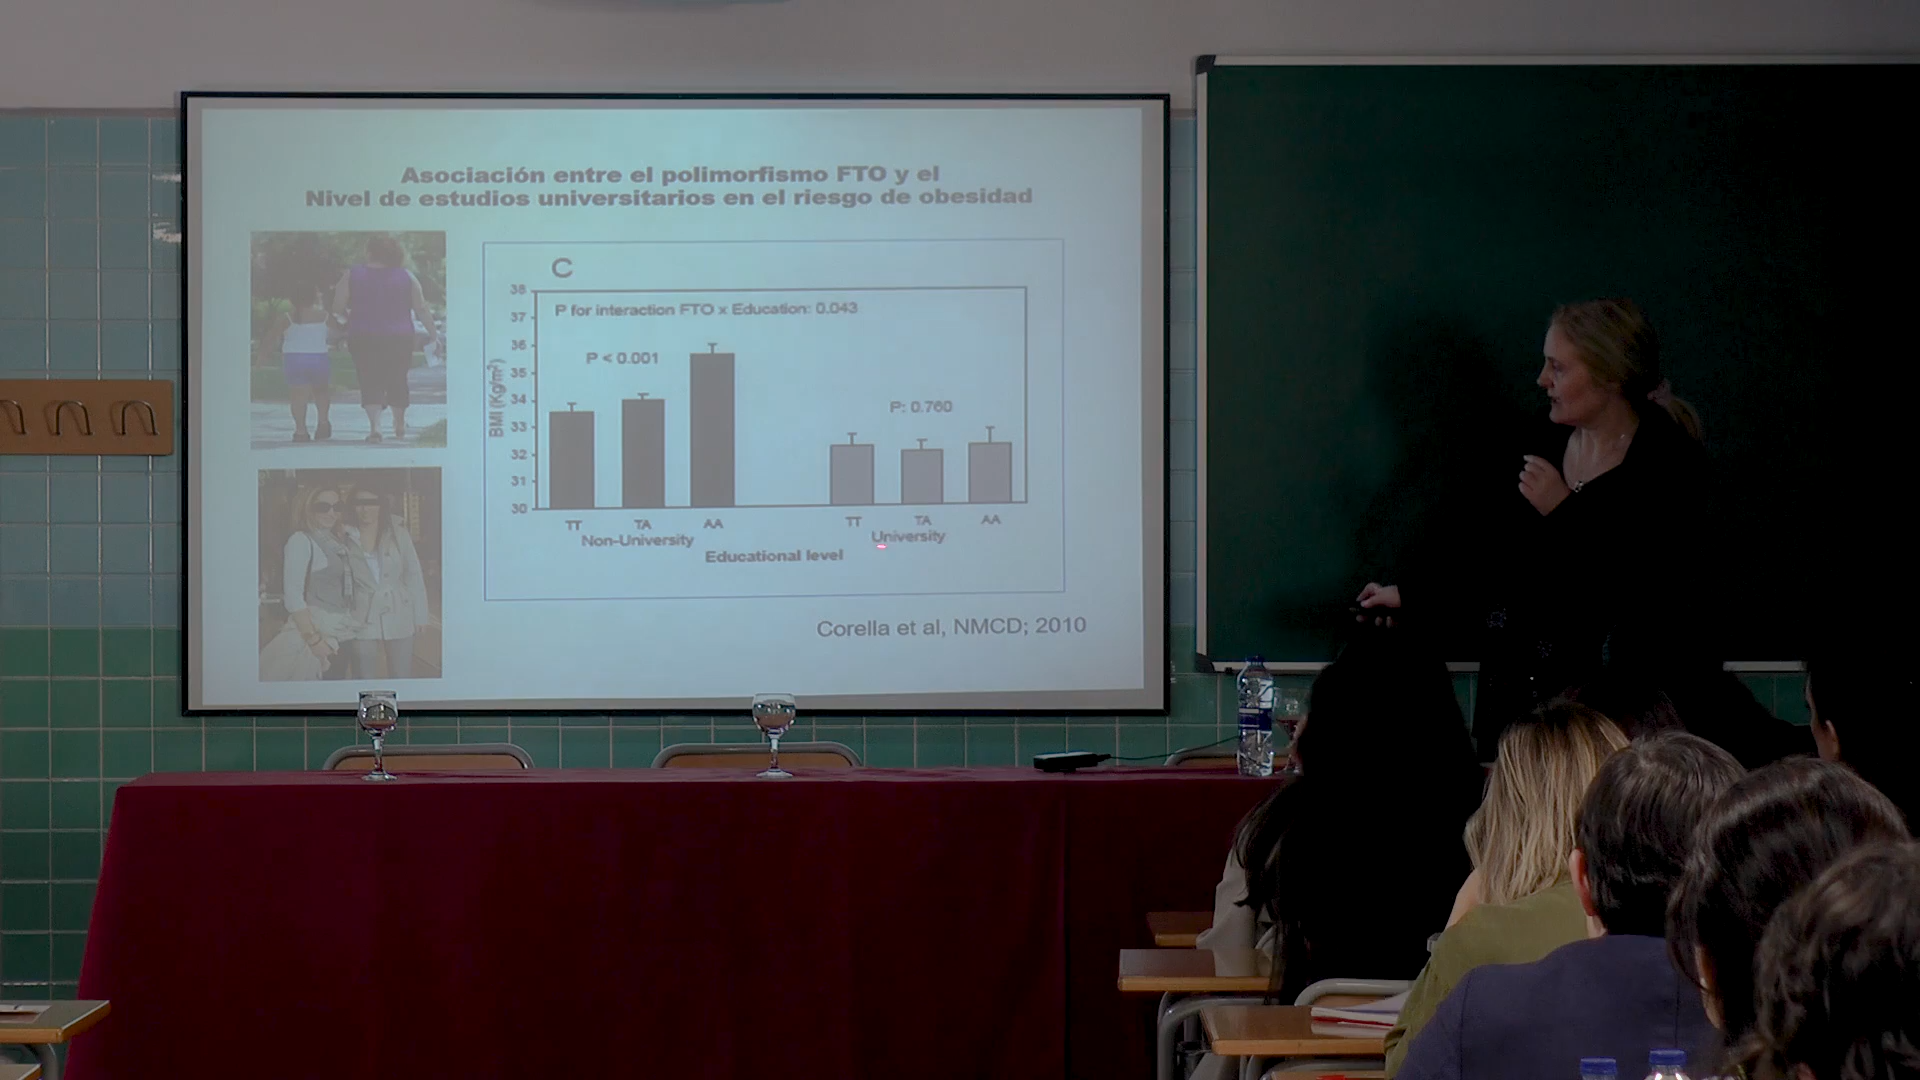 Asociación entre el polimorfismo FTO y el
Nivel de estudios universitarios en el riesgo de obesidad
C
P for interaction FTO x Education: 0.043
P < 0.001
P: 0.760
BMI (Kg/m²)
38
37
36
35
34
33
32
31
30
TT TA AA TT TA AA
Non-University University
Educational level
Corella et al, NMCD; 2010